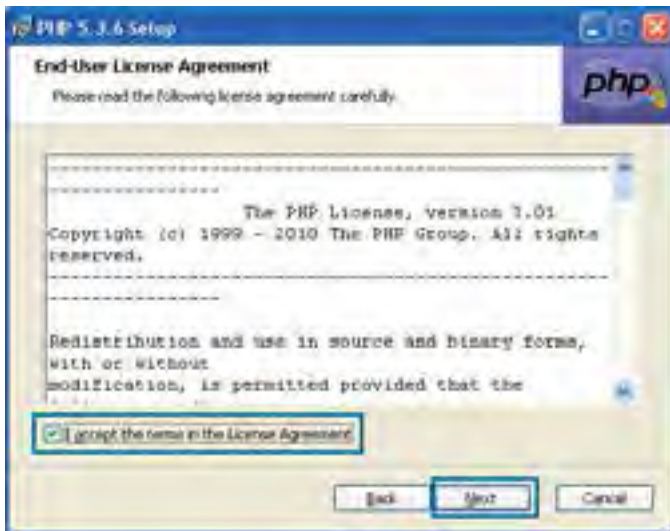 PHP 5.3.6 Setup
End-User License Agreement
Please read the following license agreement carefully.
php
--------------------------------------------------------
-----------------
The PHP License, version 3.01
Copyright (c) 1999 - 2010 The PHP Group. All rights
reserved.
--------------------------------------------------------
-----------------
Redistribution and use in source and binary forms,
with or without
modification, is permitted provided that the
I accept the terms in the License Agreement
Back
Next
Cancel